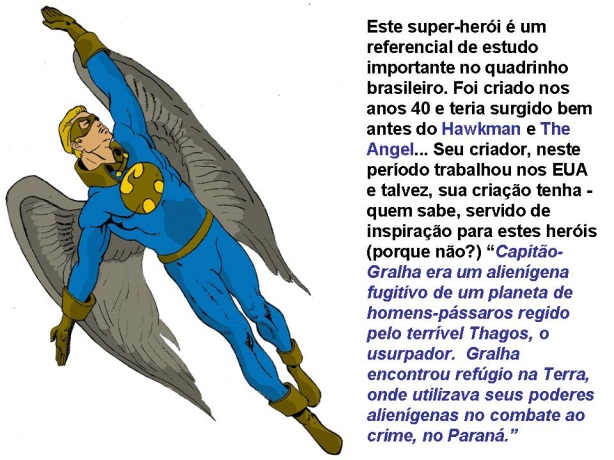 Este super-herói é um
referencial de estudo
importante no quadrinho
brasileiro. Foi criado nos
anos 40 e teria surgido bem
antes do Hawkman e The
Angel... Seu criador, neste
período trabalhou nos EUA
e talvez, sua criação tenha -
quem sabe, servido de
inspiração para estes heróis
(porque não?) “Capitão-
Gralha era um alienígena
fugitivo de um planeta de
homens-pássaros regido
pelo terrível Thagos, o
usurpador.  Gralha
encontrou refúgio na Terra,
onde utilizava seus poderes
alienígenas no combate ao
crime, no Paraná.”